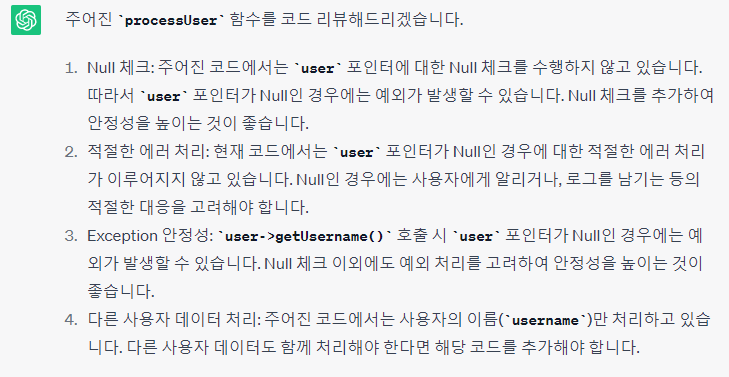 주어진 `processUser` 함수를 코드 리뷰해드리겠습니다.
1. Null 체크: 주어진 코드에서는 `user` 포인터에 대한 Null 체크를 수행하지 않고 있습니다.
따라서 `user` 포인터가 Null인 경우에는 예외가 발생할 수 있습니다. Null 체크를 추가하여
안정성을 높이는 것이 좋습니다.
2. 적절한 에러 처리: 현재 코드에서는 `user` 포인터가 Null인 경우에 대한 적절한 에러 처리
가 이루어지지 않고 있습니다. Null인 경우에는 사용자에게 알리거나, 로그를 남기는 등의
적절한 대응을 고려해야 합니다.
3. Exception 안정성: `user->getUsername()` 호출 시 `user` 포인터가 Null인 경우에는 예
외가 발생할 수 있습니다. Null 체크 이외에도 예외 처리를 고려하여 안정성을 높이는 것이
좋습니다.
4. 다른 사용자 데이터 처리: 주어진 코드에서는 사용자의 이름(`username`)만 처리하고 있습
니다. 다른 사용자 데이터도 함께 처리해야 한다면 해당 코드를 추가해야 합니다.